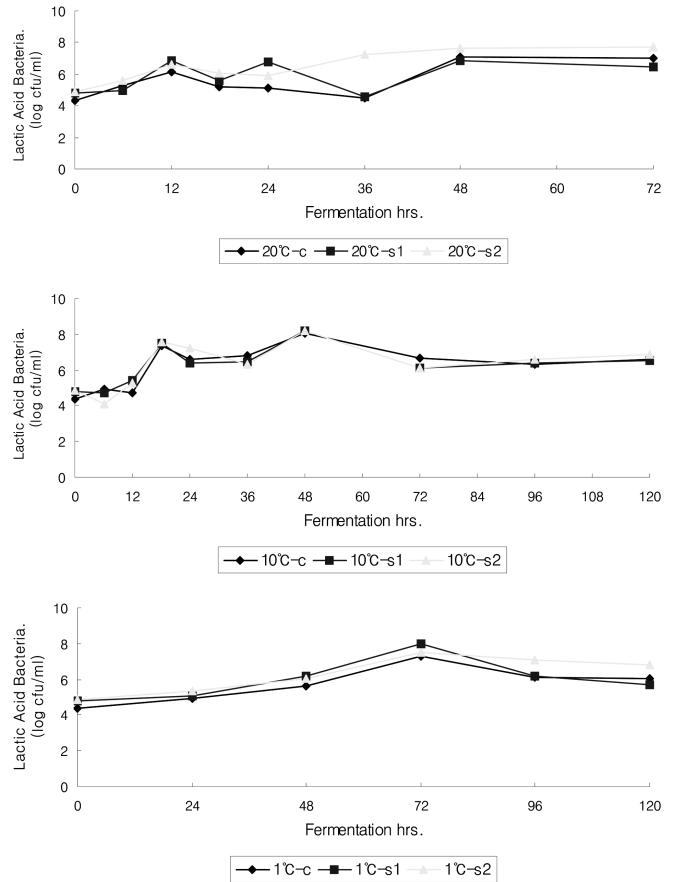 Lactic Acid Bacteria.
(log cfu/ml)
10
8
6
4
2
0
0 12 24 36 48 60 72
Fermentation hrs.
20℃-c 20℃-s1 20℃-s2
Lactic Acid Bacteria.
(log cfu/ml)
10
8
6
4
2
0
0 12 24 36 48 60 72 84 96 108 120
Fermentation hrs.
10℃-c 10℃-s1 10℃-s2
Lactic Acid Bacteria.
(log cfu/ml)
10
8
6
4
2
0
0 24 48 72 96 120
Fermentation hrs.
1℃-c 1℃-s1 1℃-s2